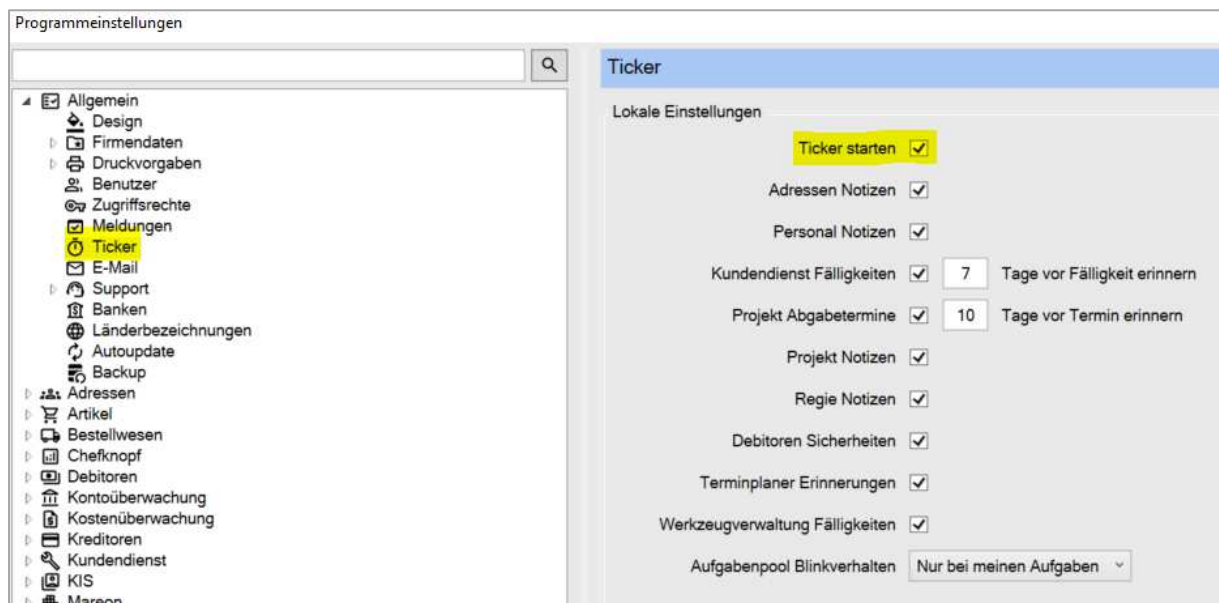 Programmeinstellungen
Allgemein
Design
Firmendaten
Druckvorgaben
Benutzer
Zugriffsrechte
Meldungen
Ticker
E-Mail
Support
Banken
Länderbezeichnungen
Autoupdate
Backup
Adressen
Artikel
Bestellwesen
Chefknopf
Debitoren
Kontoüberwachung
Kostenüberwachung
Kreditoren
Kundendienst
KIS
Mareon
Ticker
Lokale Einstellungen
Ticker starten
Adressen Notizen
Personal Notizen
Kundendienst Fälligkeiten 7 Tage vor Fälligkeit erinnern
Projekt Abgabetermine 10 Tage vor Termin erinnern
Projekt Notizen
Regie Notizen
Debitoren Sicherheiten
Terminplaner Erinnerungen
Werkzeugverwaltung Fälligkeiten
Aufgabenpool Blinkverhalten Nur bei meinen Aufgaben